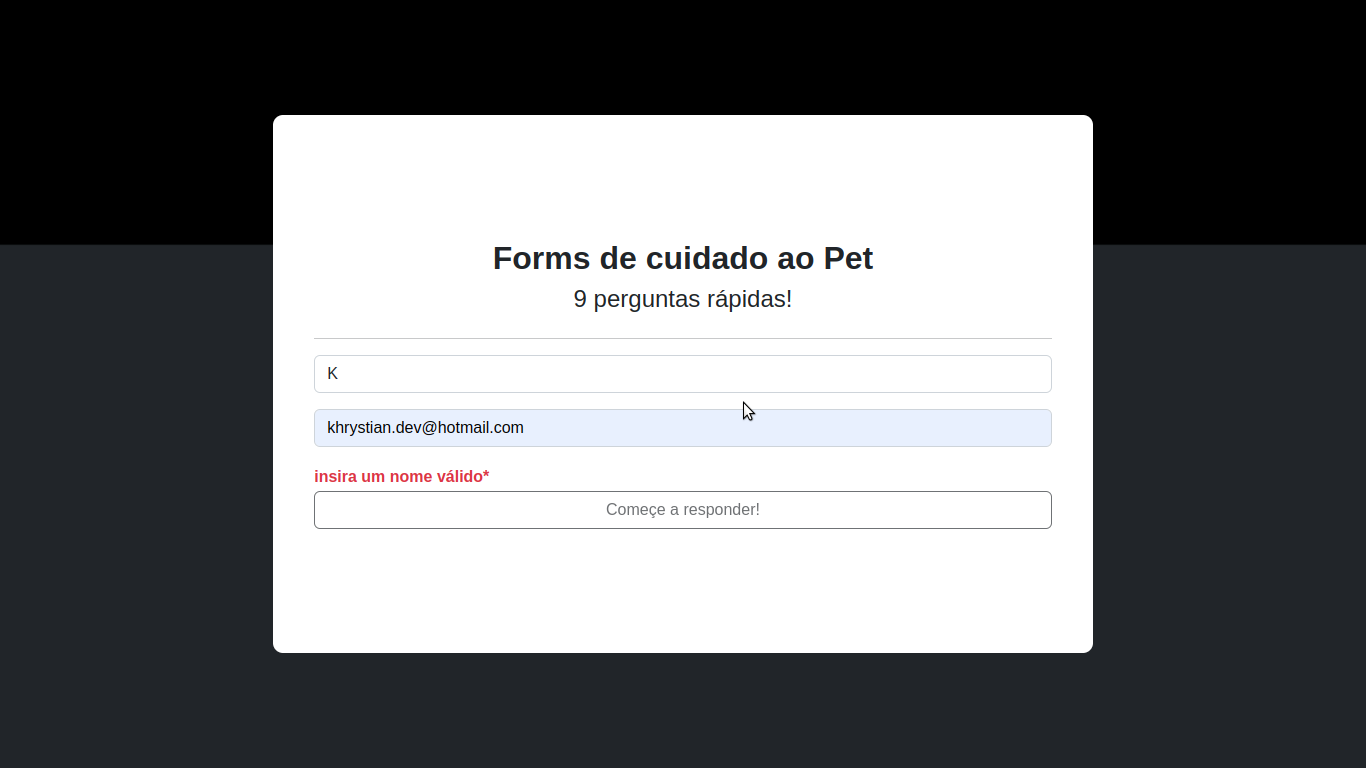 Forms de cuidado ao Pet
9 perguntas rápidas!
K
khrystian.dev@hotmail.com
insira um nome válido*
Começe a responder!